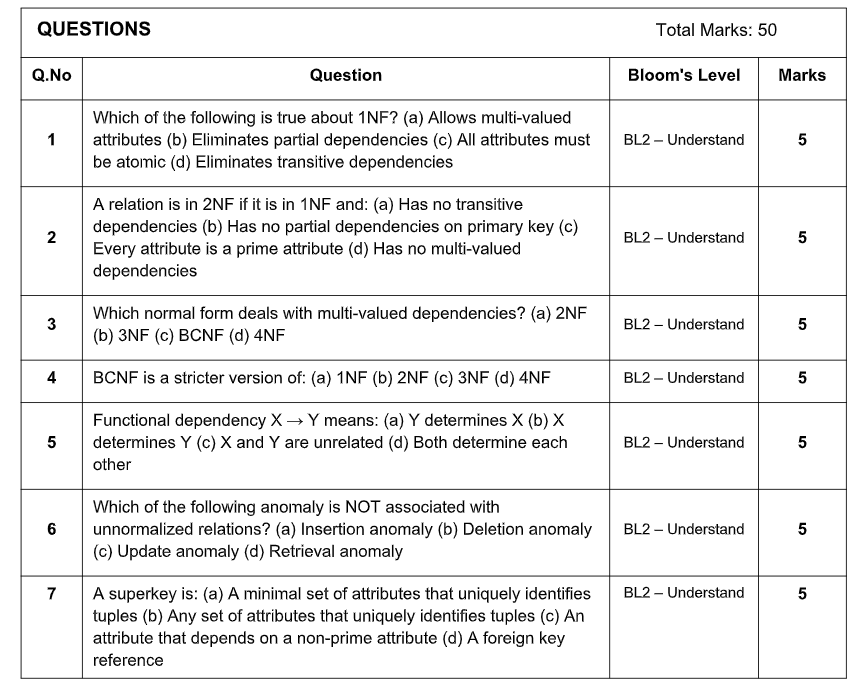 QUESTIONS Total Marks: 50
Q.No Question Bloom's Level Marks
1
Which of the following is true about 1NF? (a) Allows multi-valued
attributes (b) Eliminates partial dependencies (c) All attributes must
be atomic (d) Eliminates transitive dependencies
BL2 – Understand
5
2
A relation is in 2NF if it is in 1NF and: (a) Has no transitive
dependencies (b) Has no partial dependencies on primary key (c)
Every attribute is a prime attribute (d) Has no multi-valued
dependencies
BL2 – Understand
5
3
Which normal form deals with multi-valued dependencies? (a) 2NF
(b) 3NF (c) BCNF (d) 4NF
BL2 – Understand
5
4
BCNF is a stricter version of: (a) 1NF (b) 2NF (c) 3NF (d) 4NF
BL2 – Understand
5
5
Functional dependency X → Y means: (a) Y determines X (b) X
determines Y (c) X and Y are unrelated (d) Both determine each
other
BL2 – Understand
5
6
Which of the following anomaly is NOT associated with
unnormalized relations? (a) Insertion anomaly (b) Deletion anomaly
(c) Update anomaly (d) Retrieval anomaly
BL2 – Understand
5
7
A superkey is: (a) A minimal set of attributes that uniquely identifies
tuples (b) Any set of attributes that uniquely identifies tuples (c) An
attribute that depends on a non-prime attribute (d) A foreign key
reference
BL2 – Understand
5